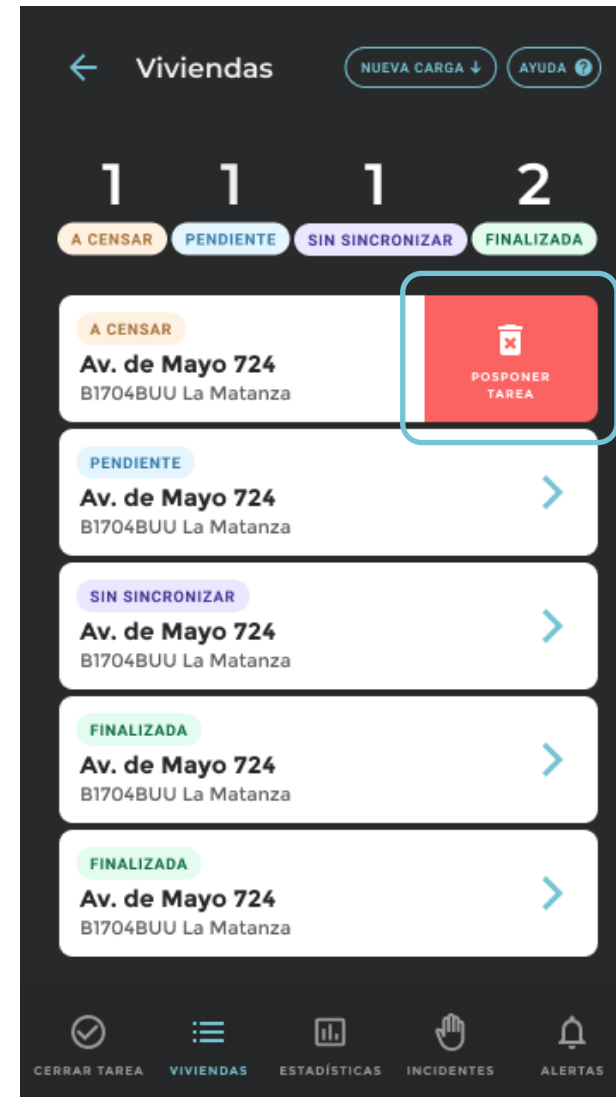 Viviendas
NUEVA CARGA
AYUDA
1 1 1 2
A CENSAR PENDIENTE SIN SINCRONIZAR FINALIZADA
A CENSAR
Av. de Mayo 724
B1704BUU La Matanza
POSPONER
TAREA
PENDIENTE
Av. de Mayo 724
B1704BUU La Matanza
SIN SINCRONIZAR
Av. de Mayo 724
B1704BUU La Matanza
FINALIZADA
Av. de Mayo 724
B1704BUU La Matanza
FINALIZADA
Av. de Mayo 724
B1704BUU La Matanza
CERRAR TAREA VIVIENDAS ESTADÍSTICAS INCIDENTES ALERTAS